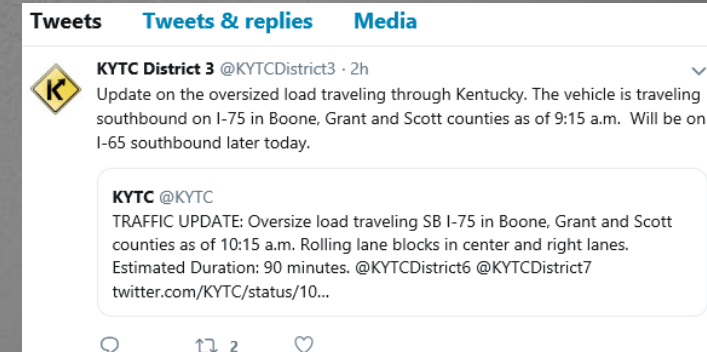 Tweets Tweets & replies Media
KYTC District 3 @KYTCDistrict3 · 2h
Update on the oversized load traveling through Kentucky. The vehicle is traveling
southbound on I-75 in Boone, Grant and Scott counties as of 9:15 a.m.  Will be on
I-65 southbound later today.
KYTC @KYTC
TRAFFIC UPDATE: Oversize load traveling SB I-75 in Boone, Grant and Scott
counties as of 10:15 a.m. Rolling lane blocks in center and right lanes.
Estimated Duration: 90 minutes. @KYTCDistrict6 @KYTCDistrict7
twitter.com/KYTC/status/10...
2